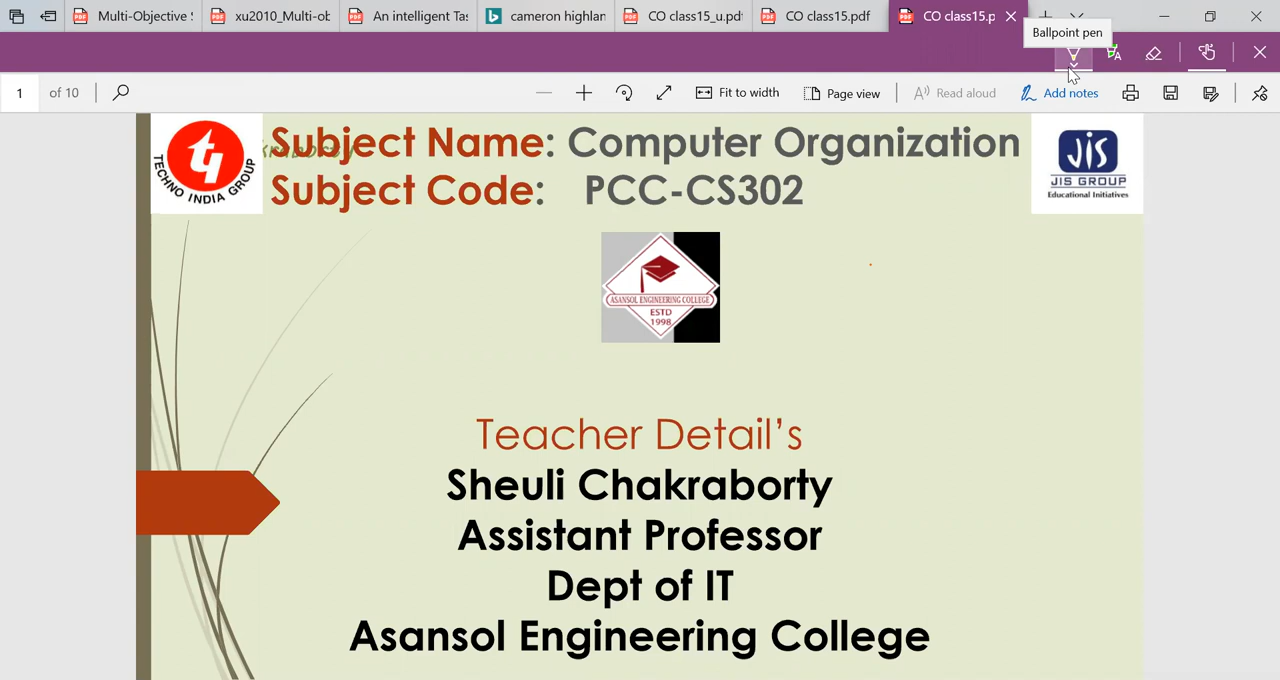 Multi-Objective
xu2010_Multi-ob
An intelligent Tas
cameron highlan
CO class15_u.pdf
CO class15.pdf
CO class15.p
Ballpoint pen
1 of 10
Fit to width
Page view
Read aloud
Add notes
Subject Name: Computer Organization
Subject Code: PCC-CS302
TECHNO INDIA GROUP
JIS
JIS GROUP
Educational Initiatives
ASANSOL ENGINEERING COLLEGE
ESTD
1998
Teacher Detail’s
Sheuli Chakraborty
Assistant Professor
Dept of IT
Asansol Engineering College